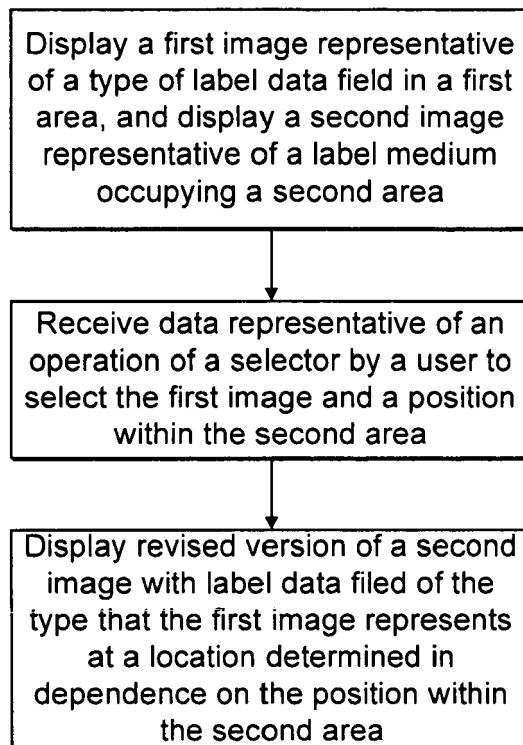 Display a first image representative
of a type of label data field in a first
area, and display a second image
representative of a label medium
occupying a second area
Receive data representative of an
operation of a selector by a user to
select the first image and a position
within the second area
Display revised version of a second
image with label data filed of the
type that the first image represents
at a location determined in
dependence on the position within
the second area